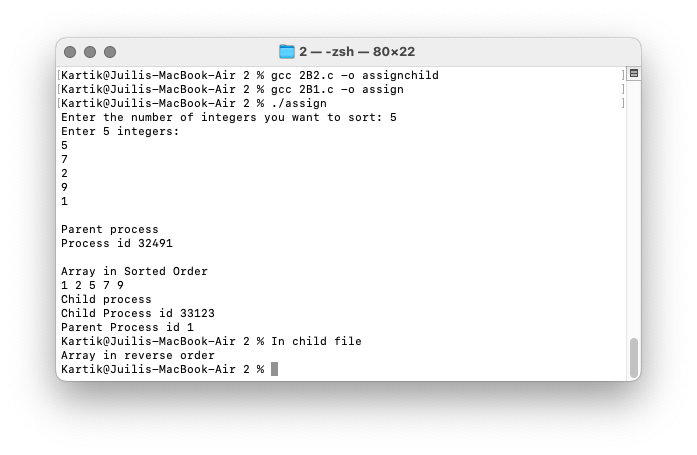 2 — -zsh — 80×22
[Kartik@Juilis-MacBook-Air 2 % gcc 2B2.c -o assignchild ]
[Kartik@Juilis-MacBook-Air 2 % gcc 2B1.c -o assign ]
[Kartik@Juilis-MacBook-Air 2 % ./assign ]
Enter the number of integers you want to sort: 5
Enter 5 integers:
5
7
2
9
1
Parent process
Process id 32491
Array in Sorted Order
1 2 5 7 9
Child process
Child Process id 33123
Parent Process id 1
Kartik@Juilis-MacBook-Air 2 % In child file
Array in reverse order
Kartik@Juilis-MacBook-Air 2 %